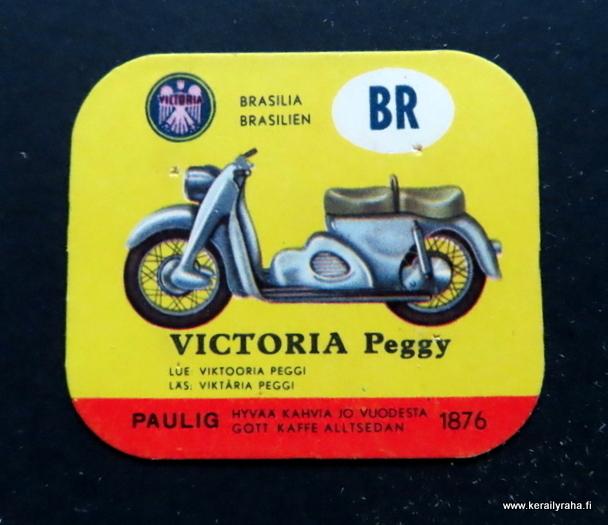 VICTORIA
BRASILIA
BRASILIEN
BR
VICTORIA Peggy
LUE: VIKTOORIA PEGGI
LÄS: VIKTÅRIA PEGGI
PAULIG HYVÄÄ KAHVIA JO VUODESTA 1876
GOTT KAFFE ALLTSEDAN
www.kerailyraha.fi